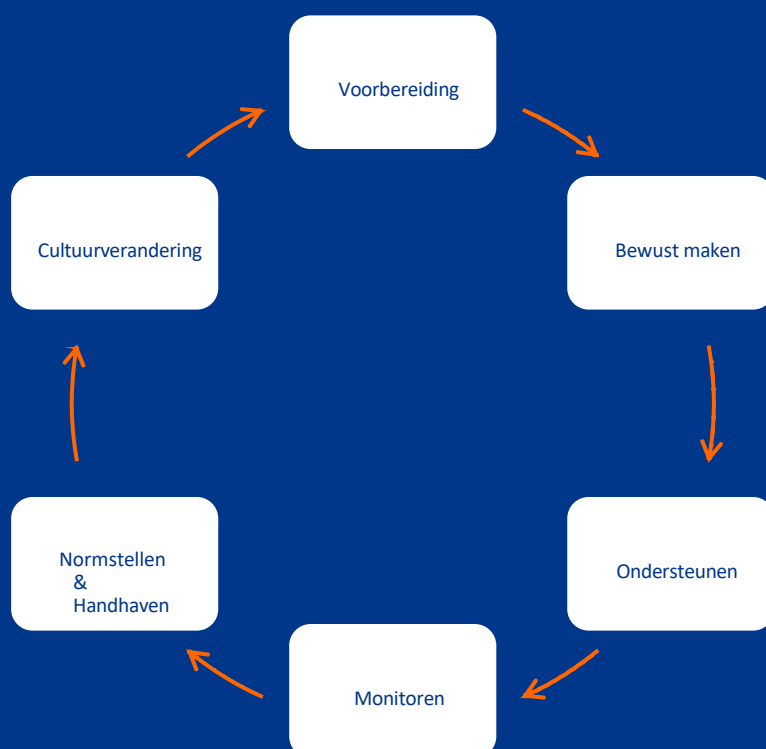 Voorbereiding
Bewust maken
Ondersteunen
Monitoren
Normstellen
&
Handhaven
Cultuurverandering